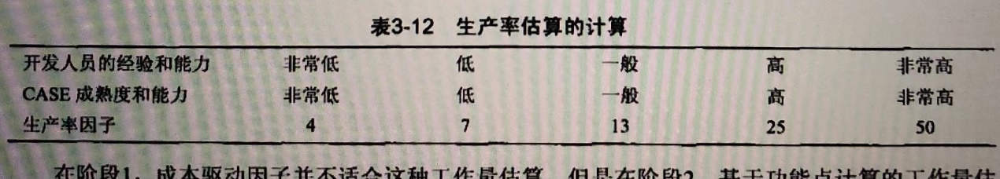 表3-12 生产率估算的计算
开发人员的经验和能力 非常低 低 一般 高 非常高
CASE 成熟度和能力 非常低 低 一般 高 非常高
生产率因子 4 7 13 25 50
在阶段1，成本驱动因子并不适合这种工作量估算，但是在阶段2，基于功能点计算的工作量估